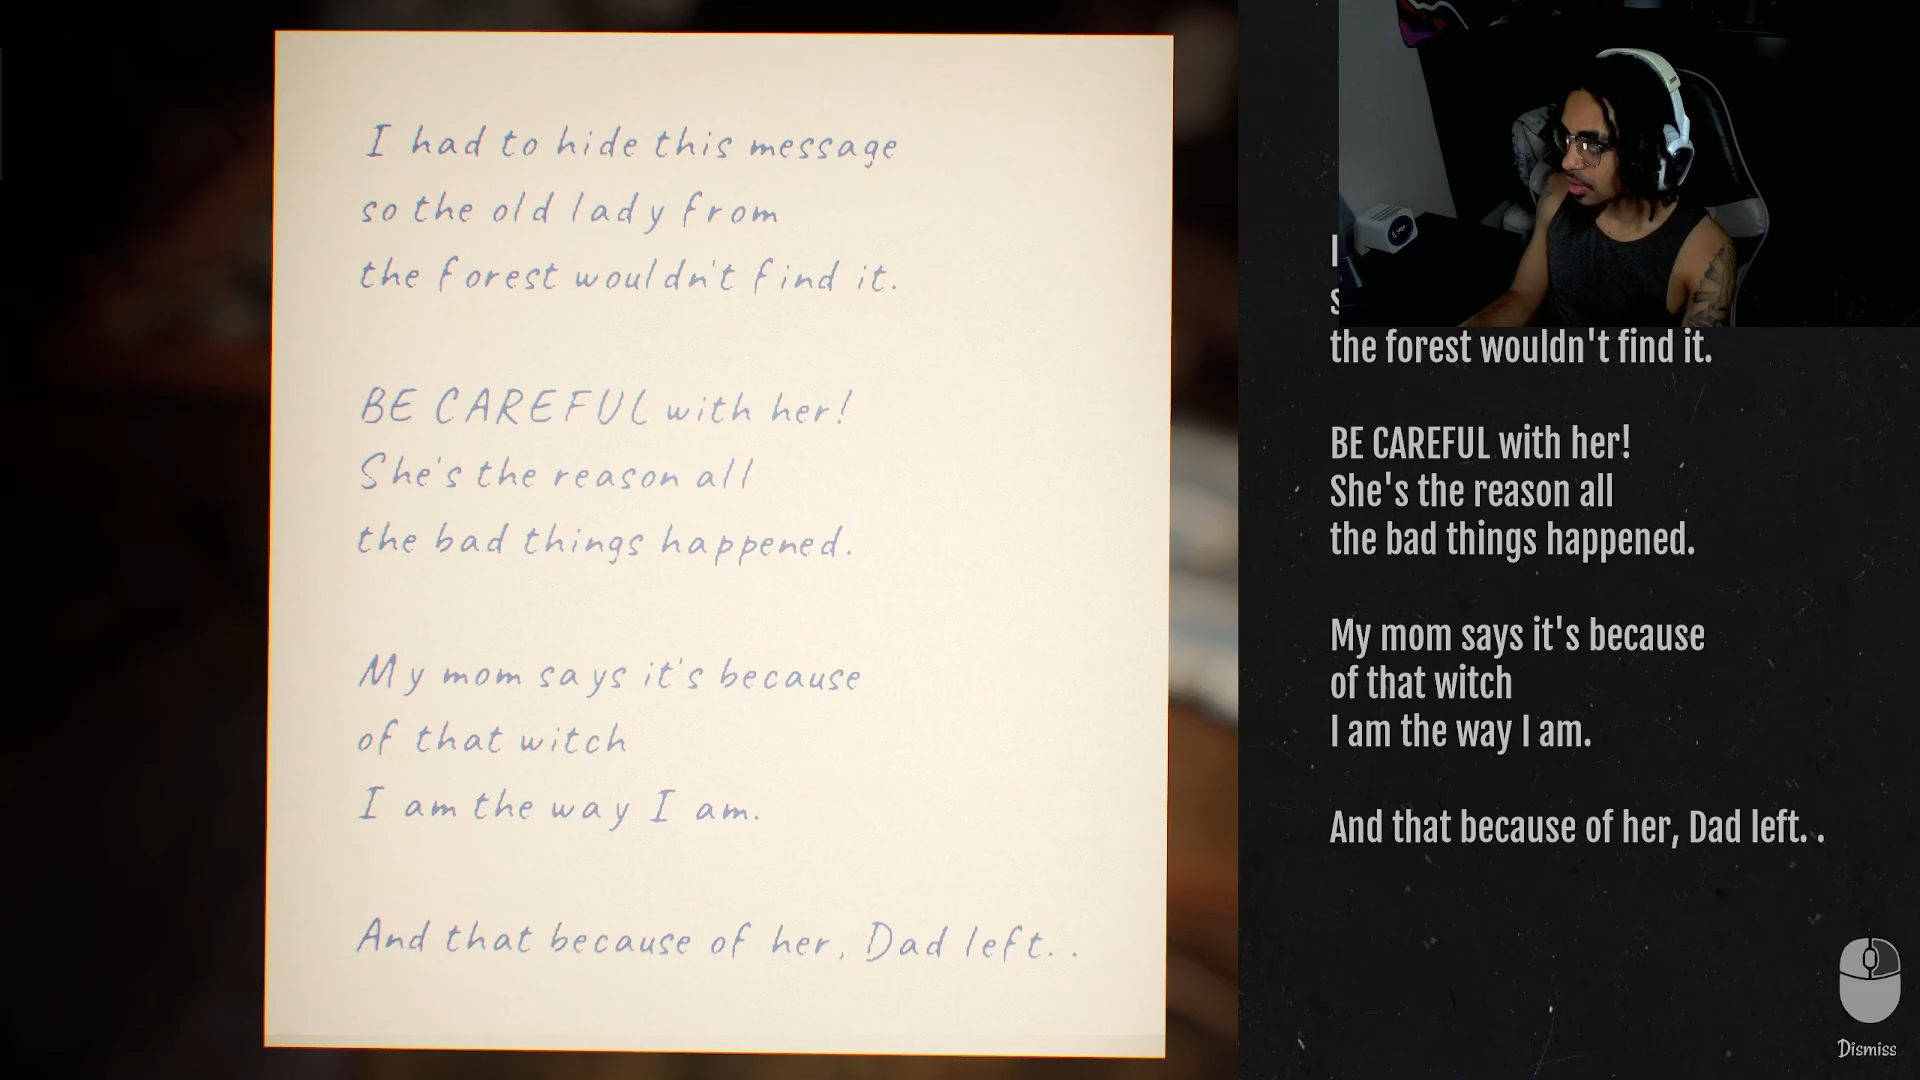 I had to hide this message
so the old lady from
the forest wouldn't find it.
BE CAREFUL with her!
She's the reason all
the bad things happened.
My mom says it's because
of that witch
I am the way I am.
And that because of her, Dad left. .
the forest wouldn't find it.
BE CAREFUL with her!
She's the reason all
the bad things happened.
My mom says it's because
of that witch
I am the way I am.
And that because of her, Dad left. .
Dismiss